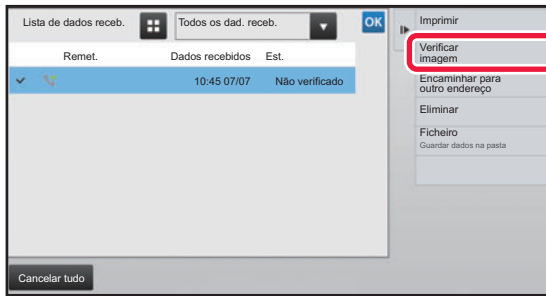 Lista de dados receb.
Todos os dad. receb.
OK
Remet.
Dados recebidos
Est.
10:45 07/07
Não verificado
Cancelar tudo
Imprimir
Verificar
imagem
Encaminhar para
outro endereço
Eliminar
Ficheiro
Guardar dados na pasta